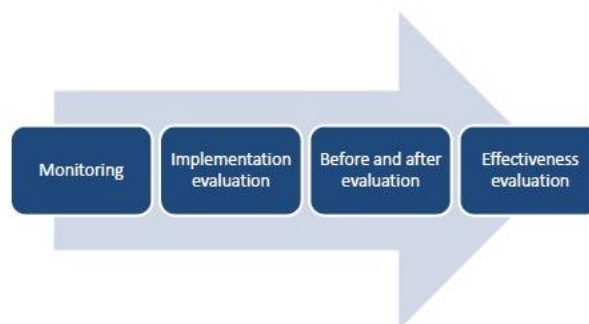 Monitoring
Implementation
evaluation
Before and after
evaluation
Effectiveness
evaluation